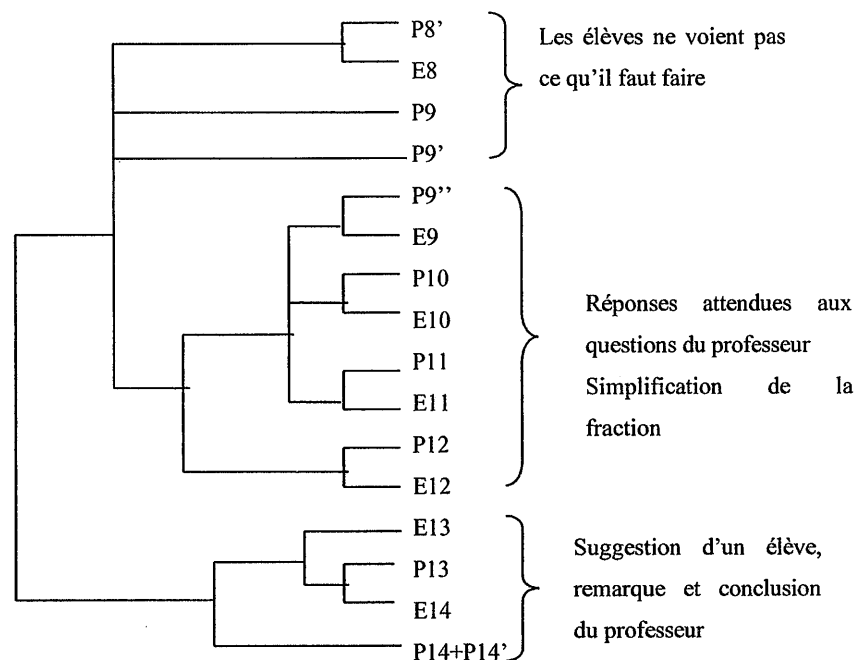 P8’
E8
P9
P9’
Les élèves ne voient pas
ce qu’il faut faire
P9’’
E9
P10
E10
P11
E11
P12
E12
Réponses attendues aux
questions du professeur
Simplification de la
fraction
E13
P13
E14
P14+P14’
Suggestion d’un élève,
remarque et conclusion
du professeur